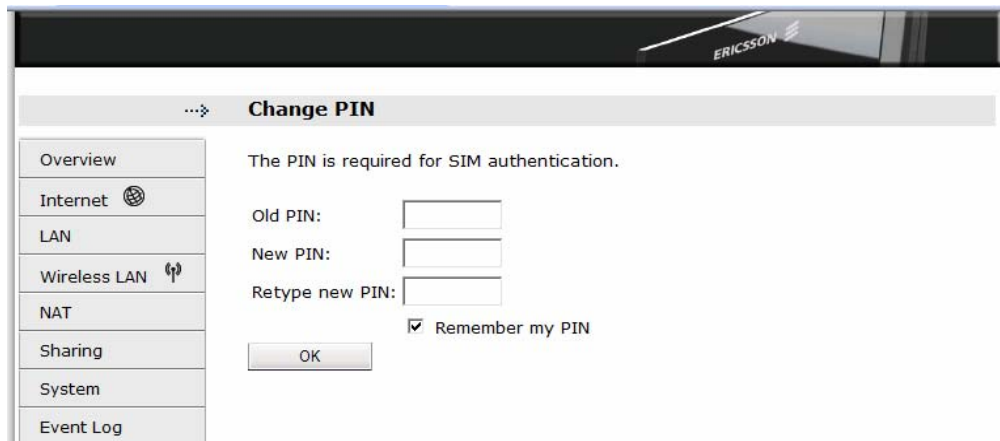 ERICSSON
Change PIN
Overview
Internet
LAN
Wireless LAN
NAT
Sharing
System
Event Log
The PIN is required for SIM authentication.
Old PIN:
New PIN:
Retype new PIN:
Remember my PIN
OK